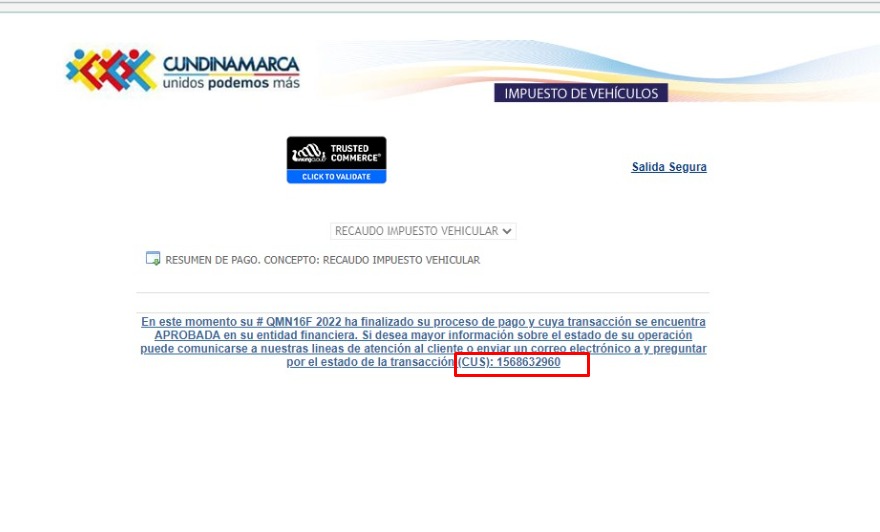 CUNDINAMARCA
unidos podemos más
IMPUESTO DE VEHÍCULOS
TRUSTED
COMMERCE
CLICK TO VALIDATE
Salida Segura
RECAUDO IMPUESTO VEHICULAR
RESUMEN DE PAGO. CONCEPTO: RECAUDO IMPUESTO VEHICULAR
En este momento su # QMN16F 2022 ha finalizado su proceso de pago y cuya transacción se encuentra
APROBADA en su entidad financiera. Si desea mayor información sobre el estado de su operación
puede comunicarse a nuestras lineas de atención al cliente o enviar un correo electrónico a y preguntar
por el estado de la transacción (CUS): 1568632960